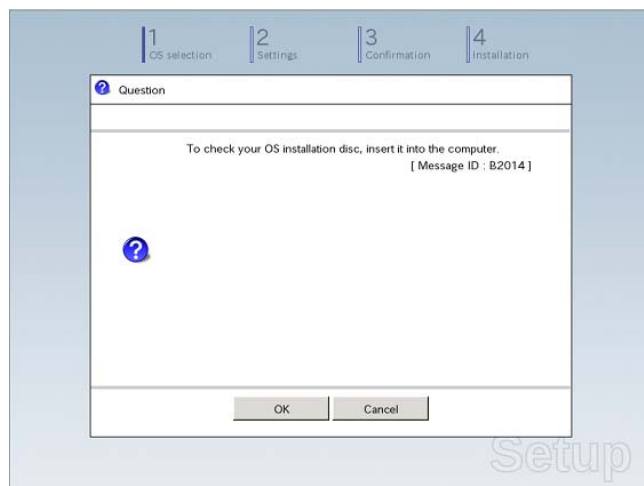 1
OS selection
2
Settings
3
Confirmation
4
Installation
Question
To check your OS installation disc, insert it into the computer.
[ Message ID : B2014 ]
OK
Cancel
Setup